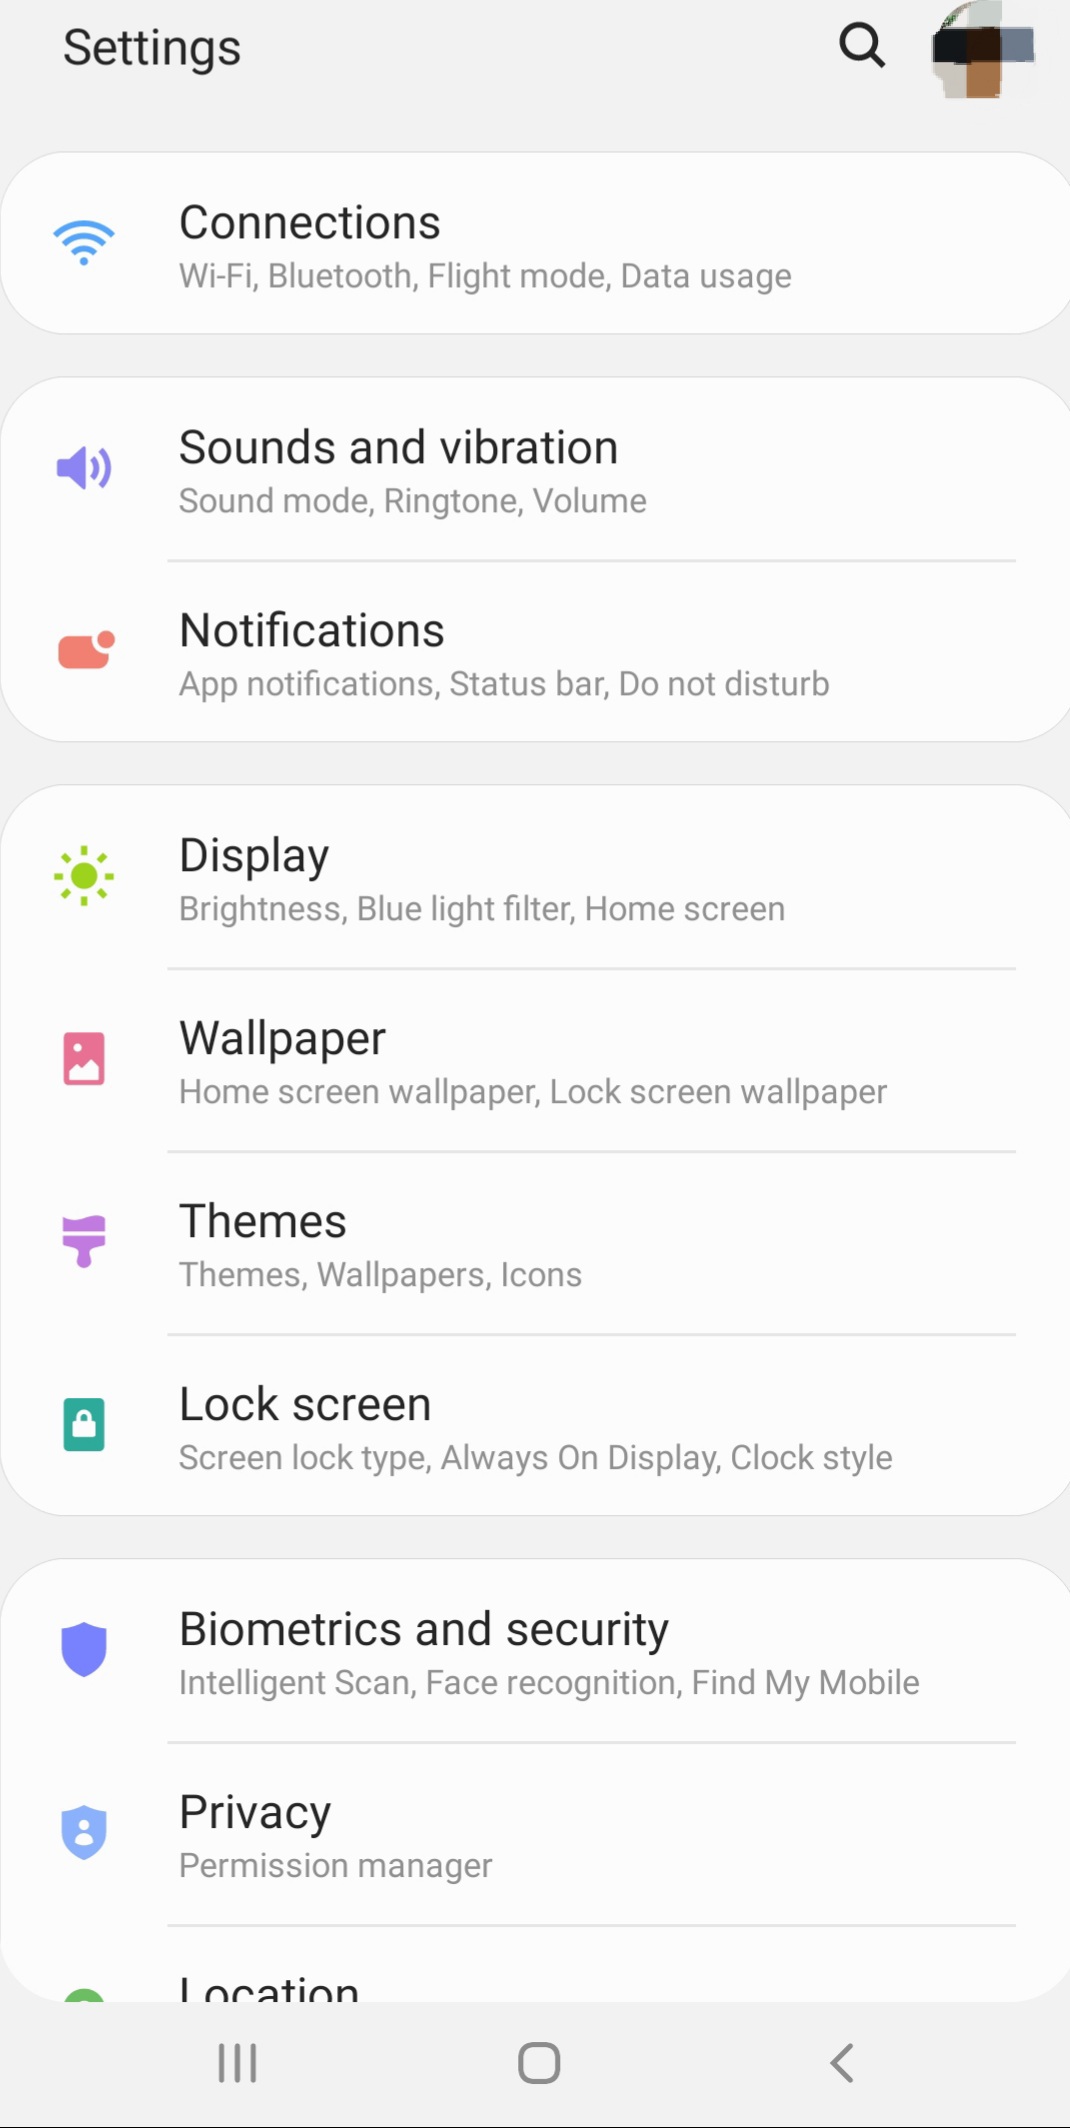 Settings
Connections
Wi-Fi, Bluetooth, Flight mode, Data usage
Sounds and vibration
Sound mode, Ringtone, Volume
Notifications
App notifications, Status bar, Do not disturb
Display
Brightness, Blue light filter, Home screen
Wallpaper
Home screen wallpaper, Lock screen wallpaper
Themes
Themes, Wallpapers, Icons
Lock screen
Screen lock type, Always On Display, Clock style
Biometrics and security
Intelligent Scan, Face recognition, Find My Mobile
Privacy
Permission manager
Location